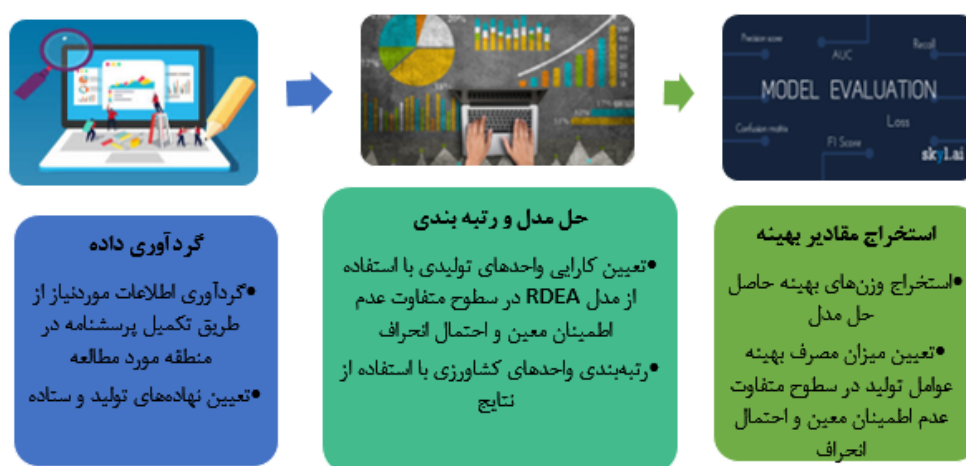 Precision score
AUC
Recall
MODEL EVALUATION
Confusion matrix
F1 Score
Loss
skyl.ai
گردآوری داده
•گردآوری اطلاعات موردنیاز از
طریق تکمیل پرسشنامه در
منطقه مورد مطالعه
•تعیین نهاده‌های تولید و ستاده
حل مدل و رتبه بندی
•تعیین کارایی واحدهای تولیدی با استفاده
از مدل RDEA در سطوح متفاوت عدم
اطمینان معین و احتمال انحراف
•رتبه‌بندی واحدهای کشاورزی با استفاده از
نتایج
استخراج مقادیر بهینه
•استخراج وزن‌های بهینه حاصل
حل مدل
•تعیین میزان مصرف بهینه
عوامل تولید در سطوح متفاوت
عدم اطمینان معین و احتمال
انحراف